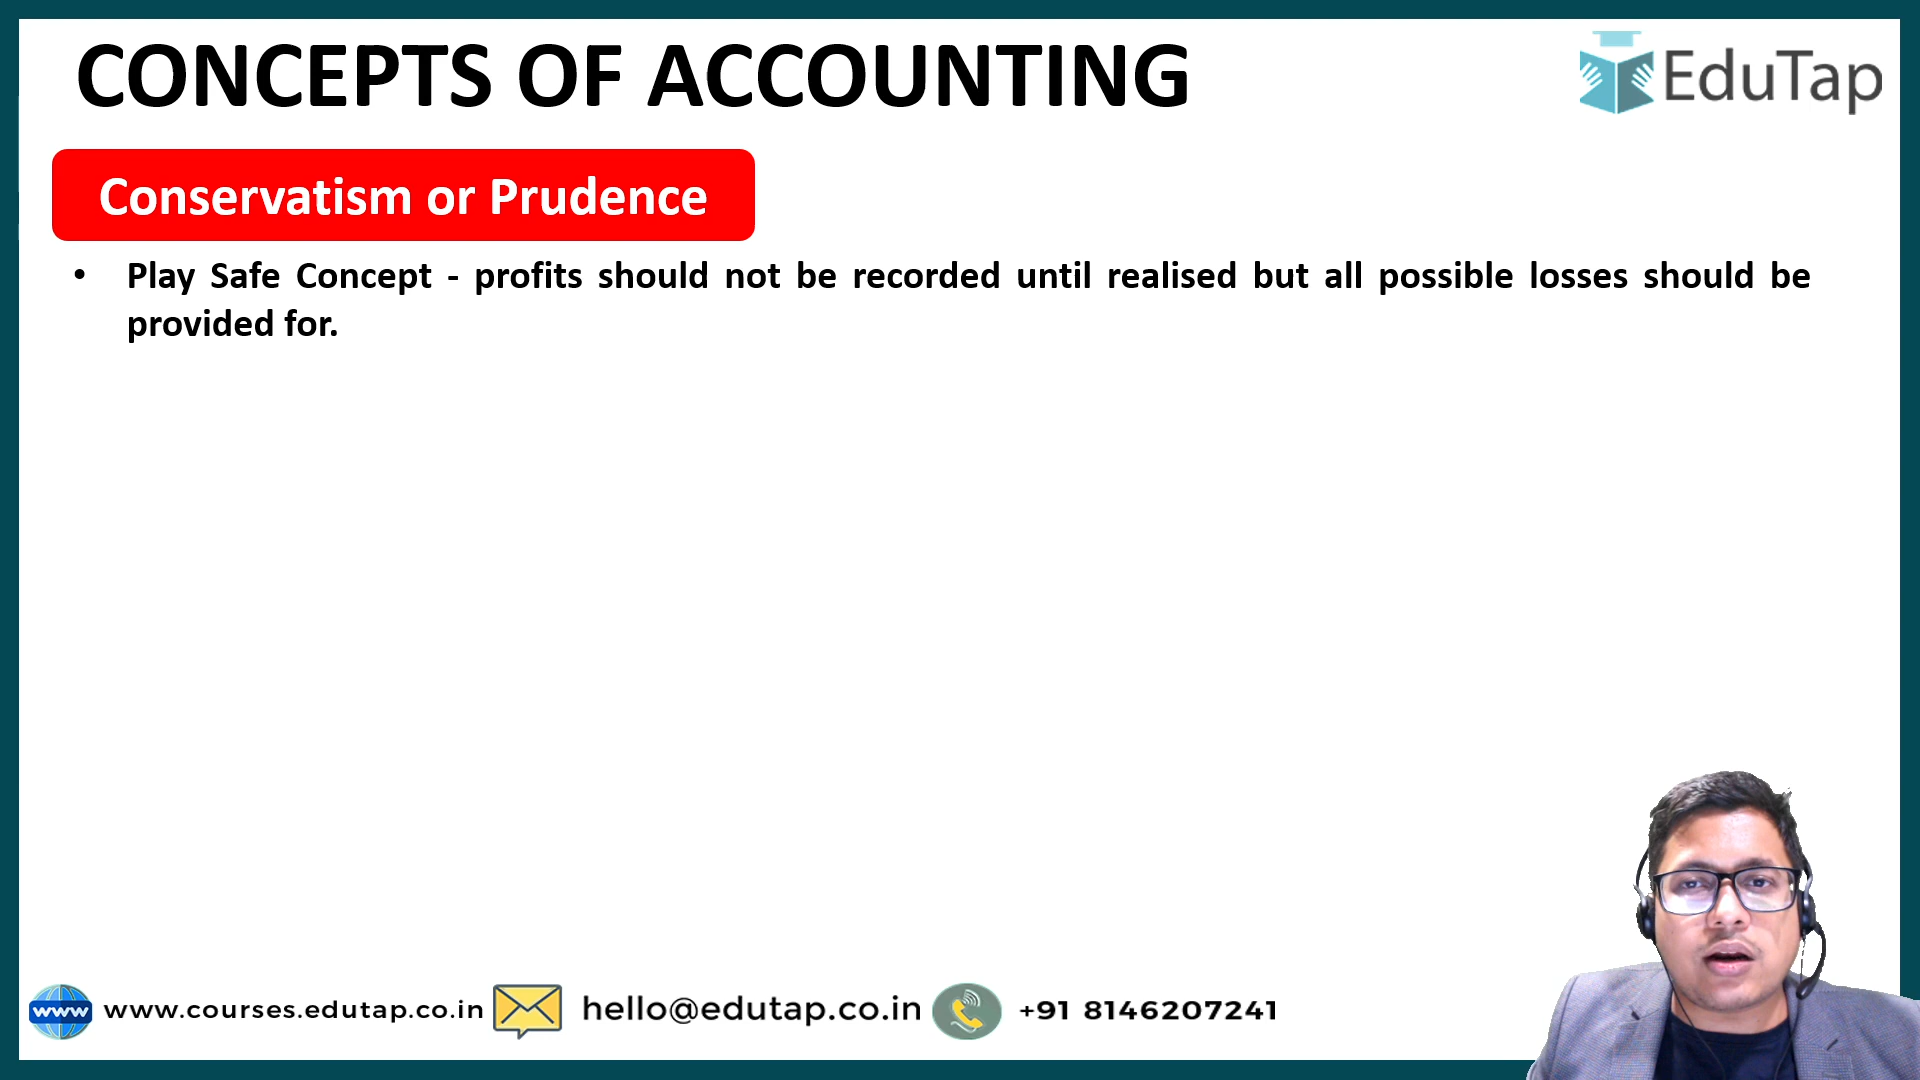 CONCEPTS OF ACCOUNTING
EduTap
Conservatism or Prudence
• Play Safe Concept - profits should not be recorded until realised but all possible losses should be
provided for.
www www.courses.edutap.co.in hello@edutap.co.in +91 8146207241